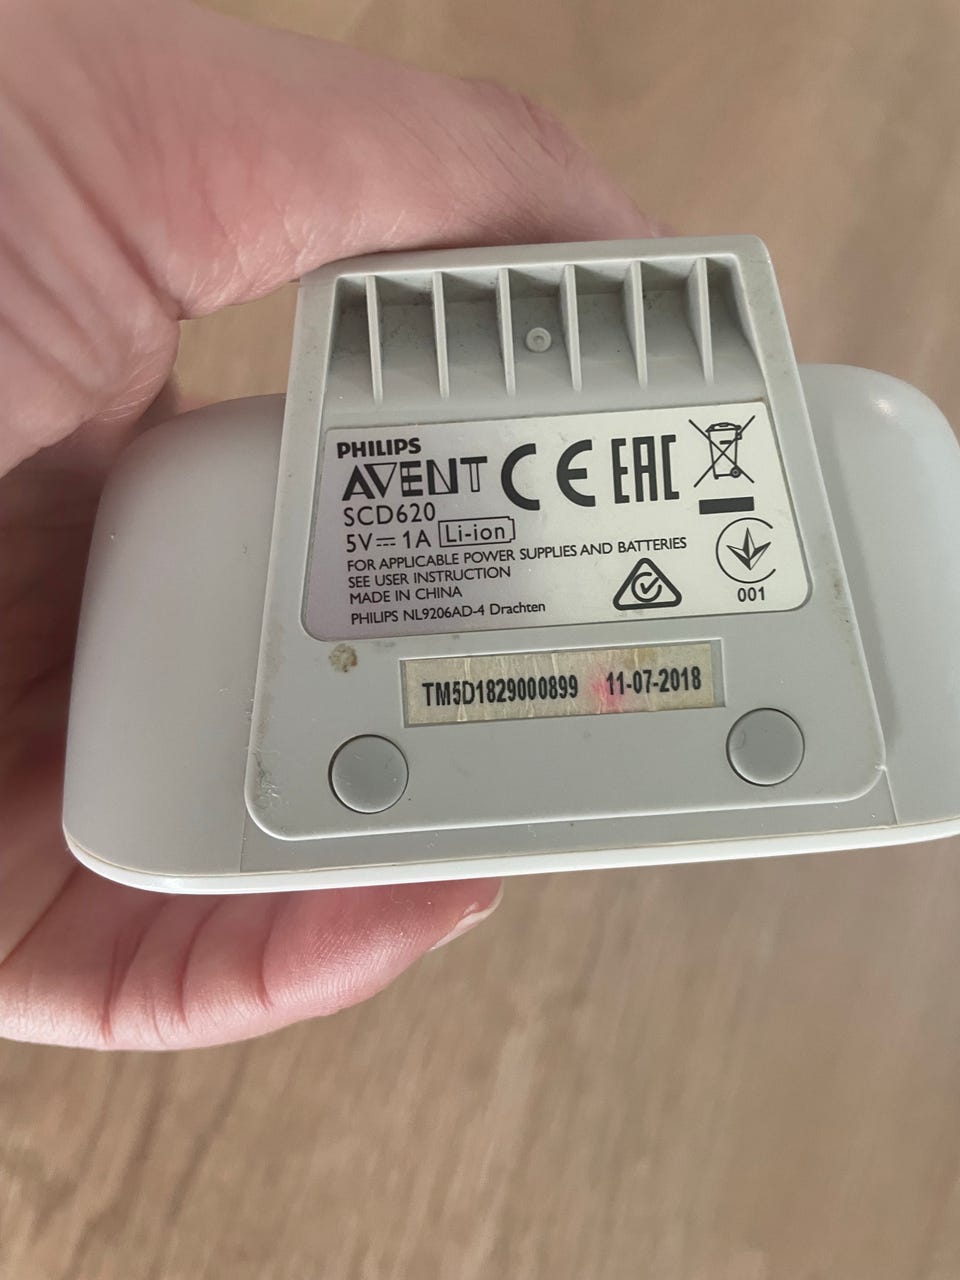 PHILIPS
AVENT CE EAC
SCD620
5V⎓1A Li-ion
FOR APPLICABLE POWER SUPPLIES AND BATTERIES
SEE USER INSTRUCTION
MADE IN CHINA
PHILIPS NL9206AD-4 Drachten
001
TM5D1829000899 11-07-2018